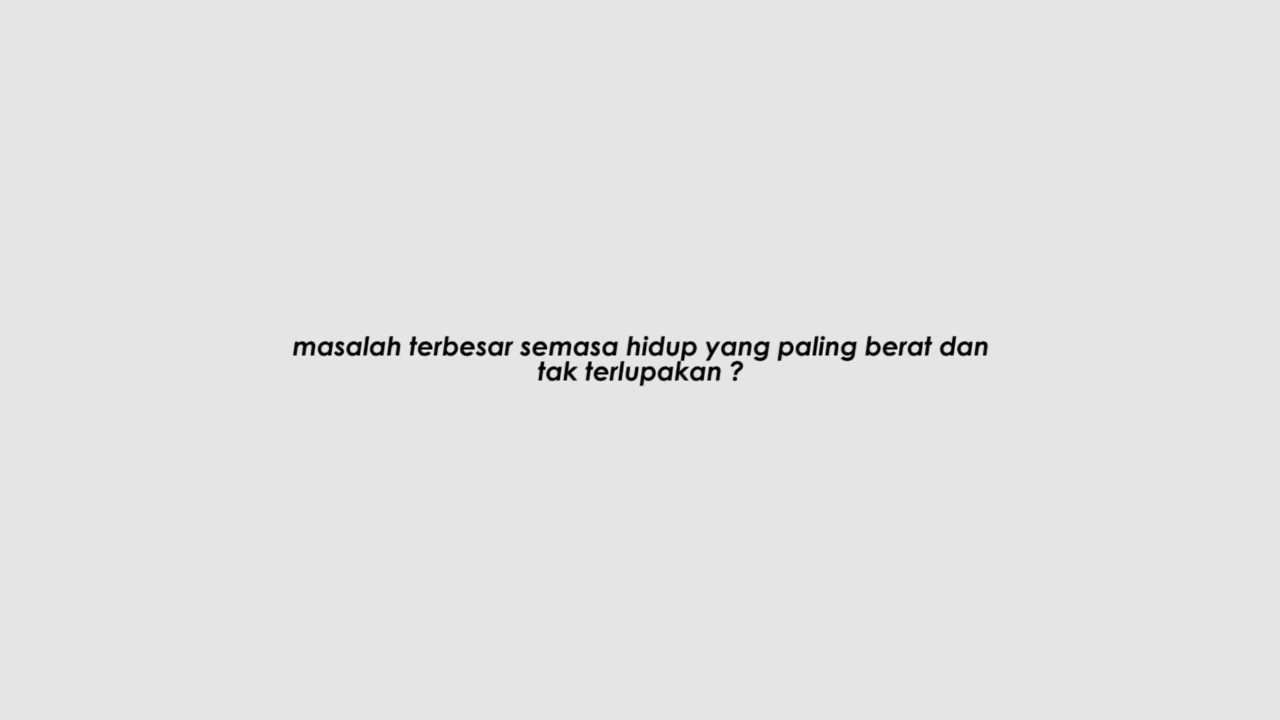 masalah terbesar semasa hidup yang paling berat dan
tak terlupakan ?